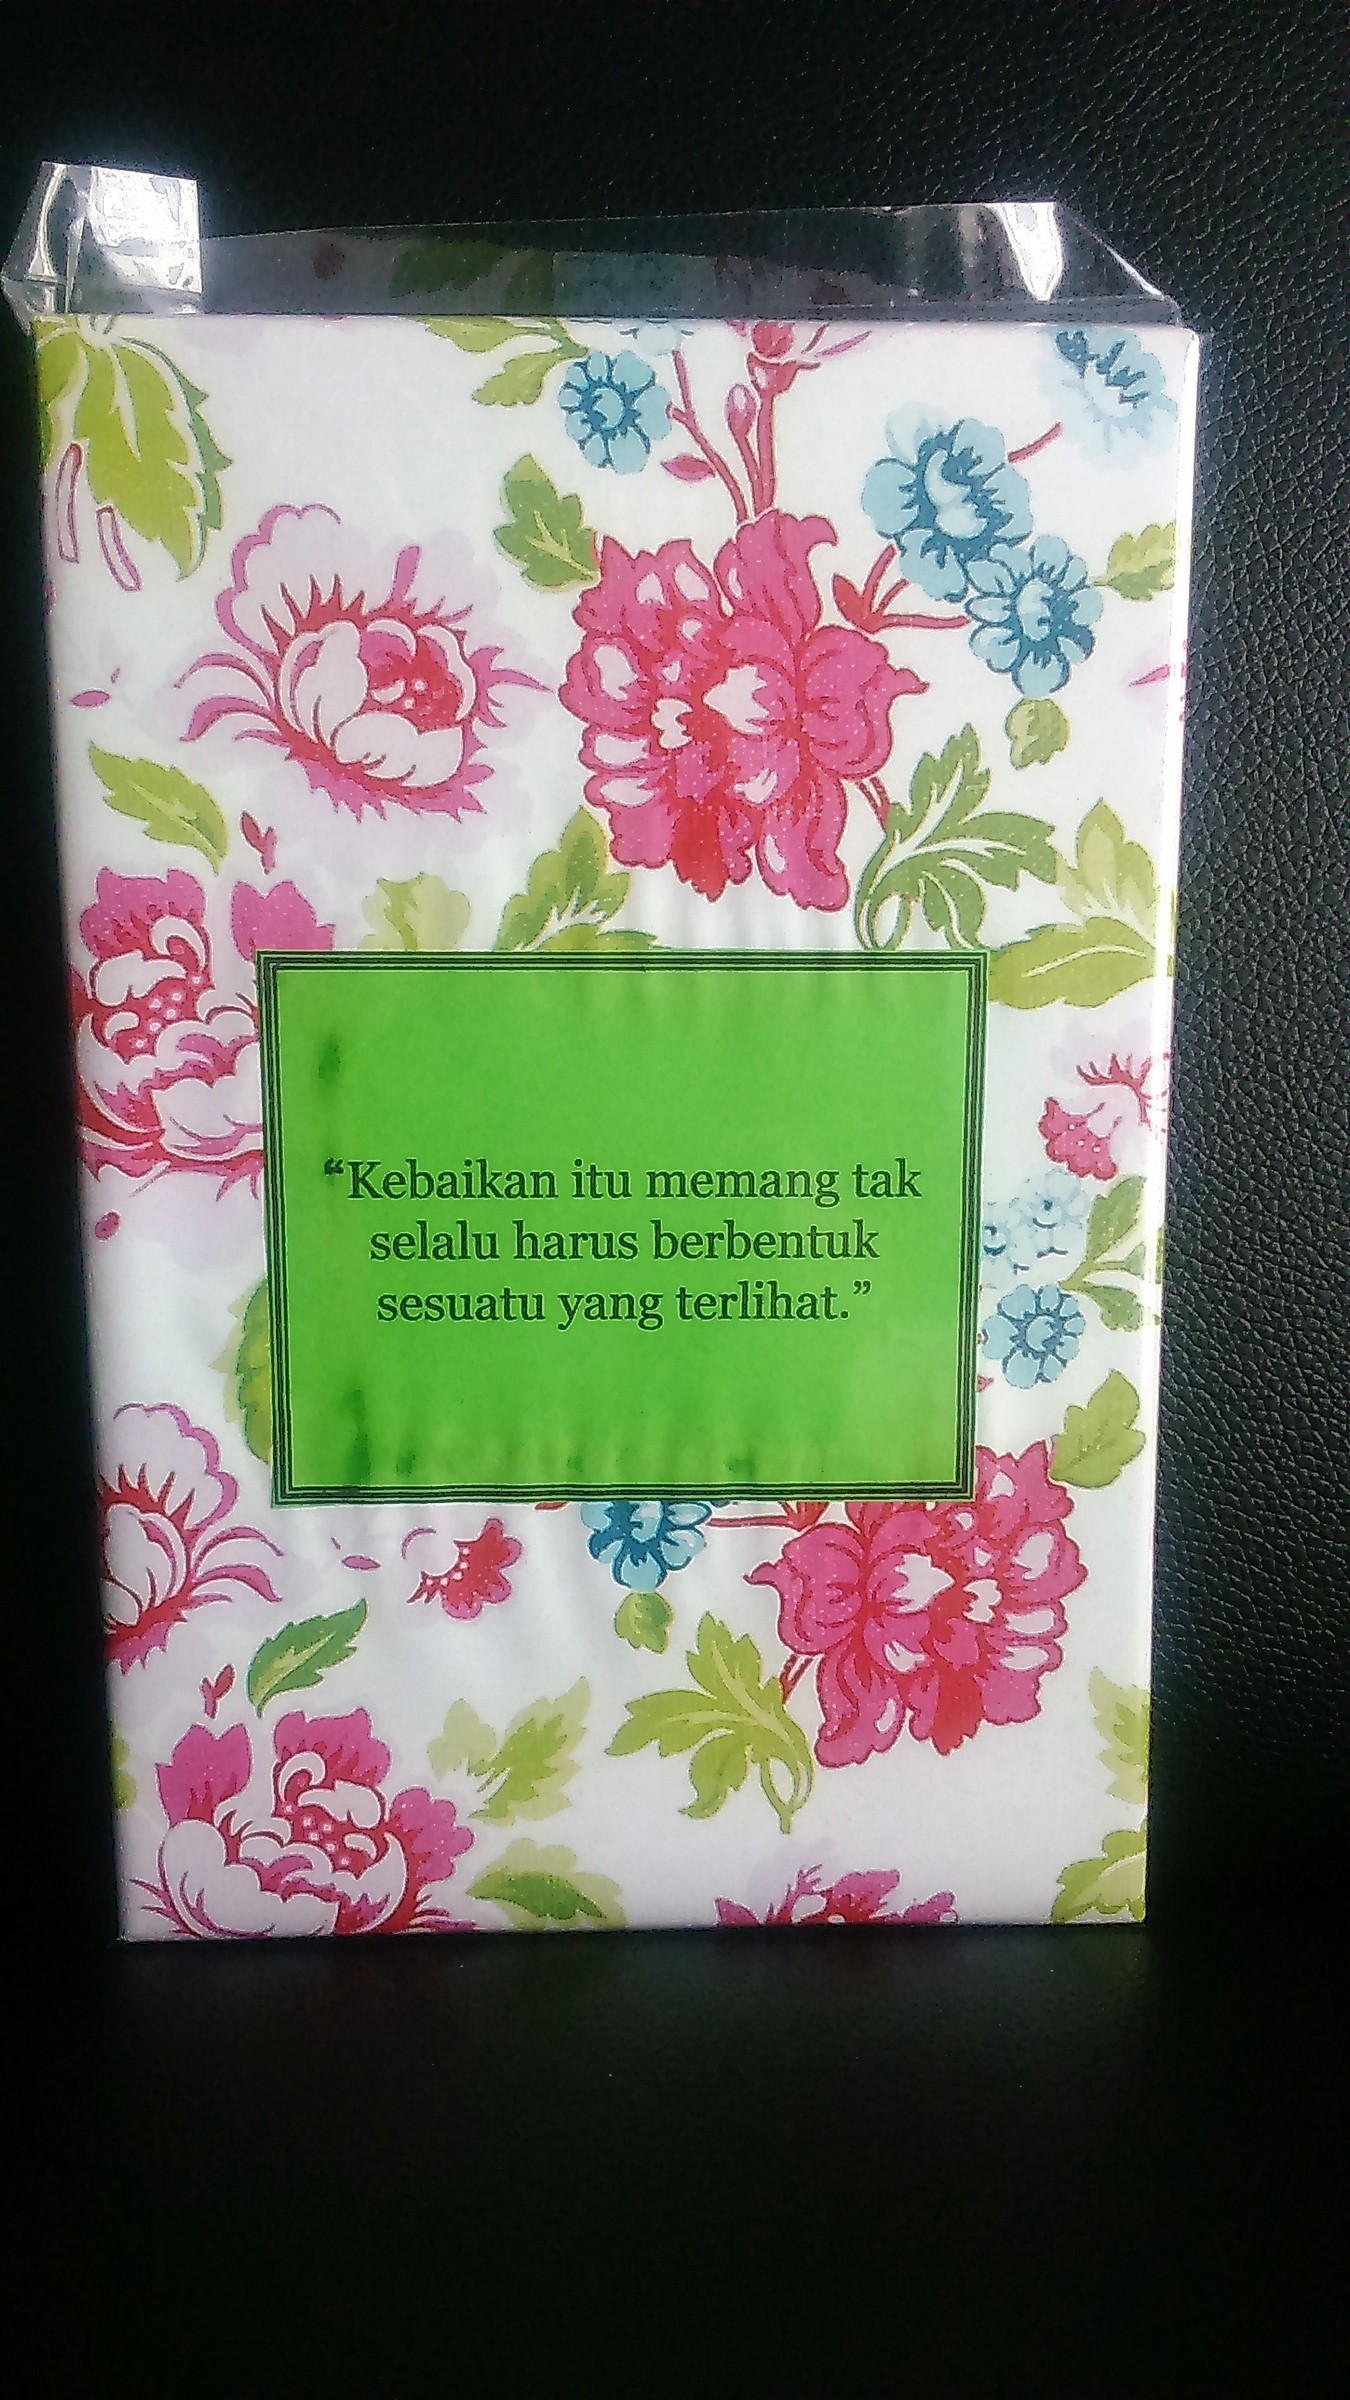 “Kebaikan itu memang tak
selalu harus berbentuk
sesuatu yang terlihat.”